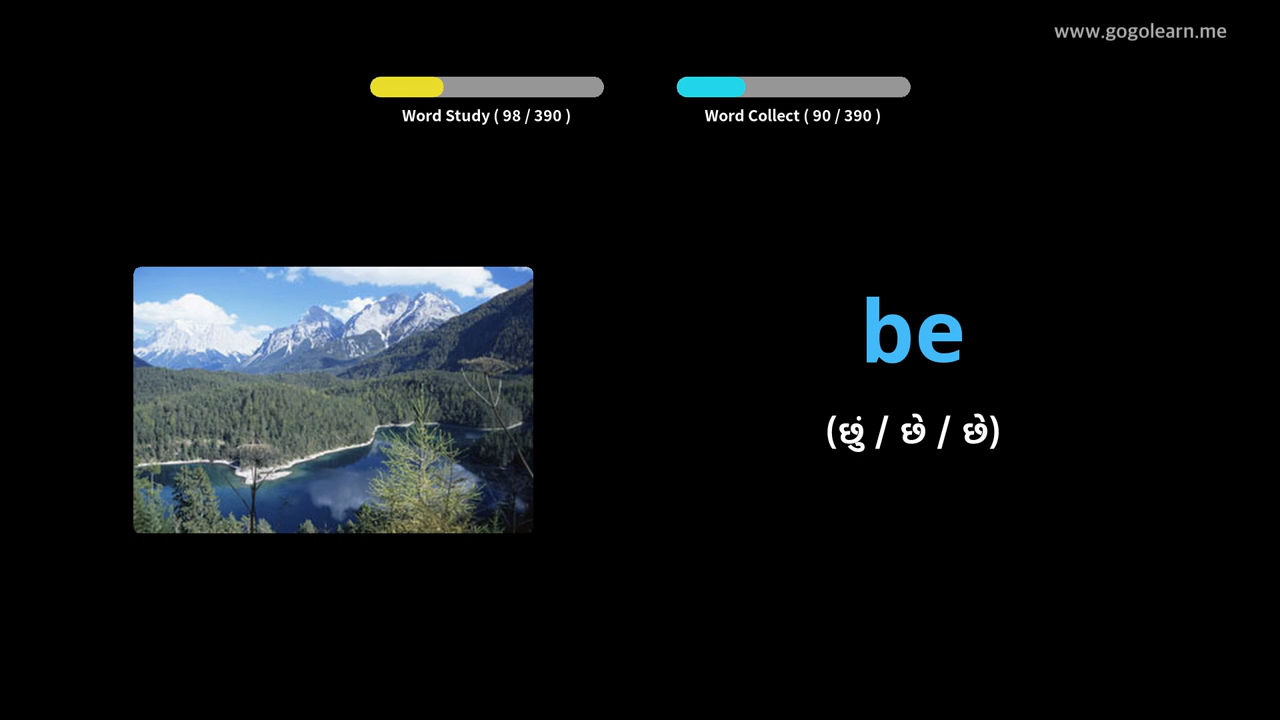 www.gogolearn.me
Word Study ( 98 / 390 )
Word Collect ( 90 / 390 )
be
(છું / છે / છે)